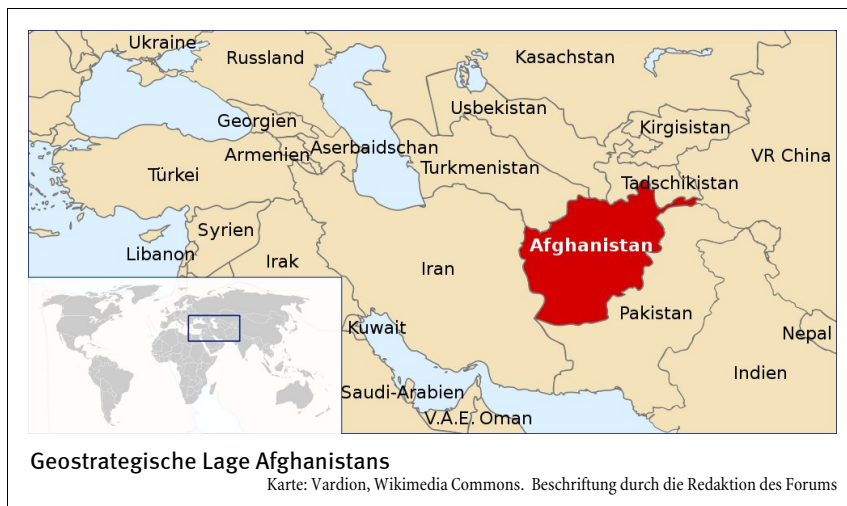 Ukraine
Russland
Kasachstan
Usbekistan
Georgien
Kirgisistan
Armenien
Aserbaidschan
VR China
Türkei
Turkmenistan
Tadschikistan
Syrien
Afghanistan
Libanon
Irak
Iran
Pakistan
Kuwait
Nepal
Indien
Saudi-Arabien
V.A.E.
Oman
Geostrategische Lage Afghanistans
Karte: Vardion, Wikimedia Commons. Beschriftung durch die Redaktion des Forums